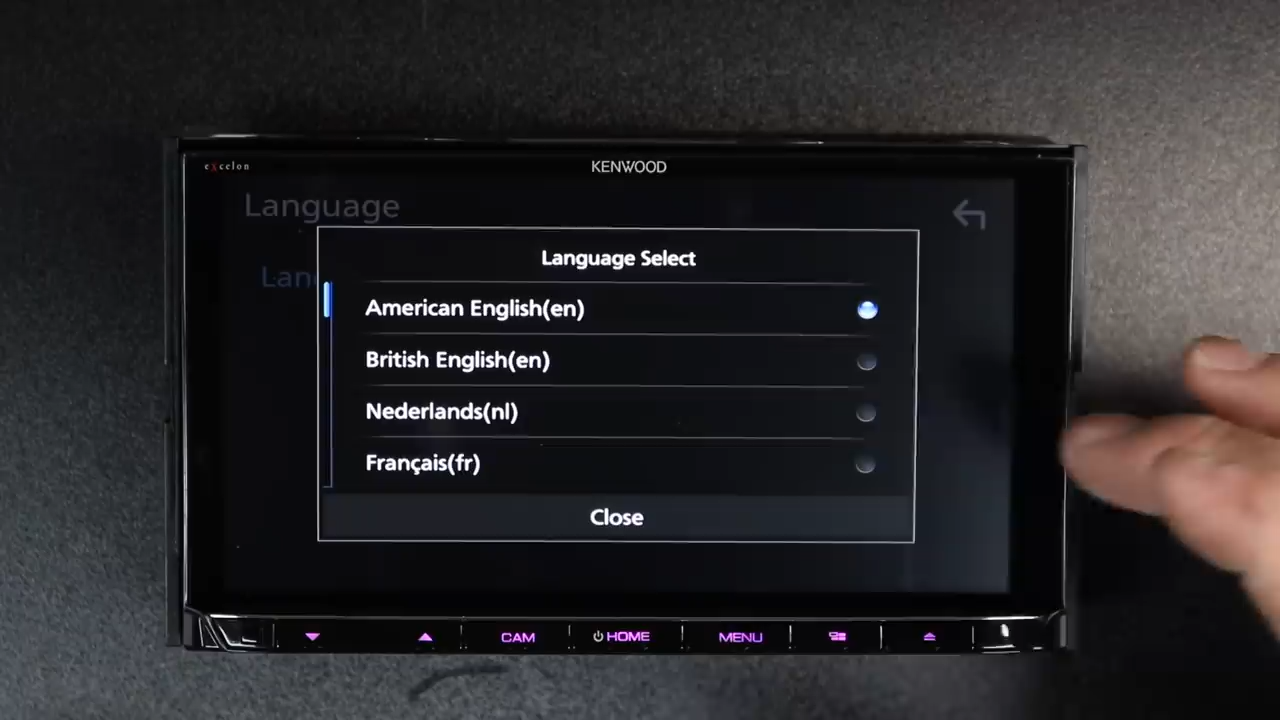 excelon
KENWOOD
Language
Lan
Language Select
American English(en)
British English(en)
Nederlands(nl)
Français(fr)
Close
CAM
HOME
MENU